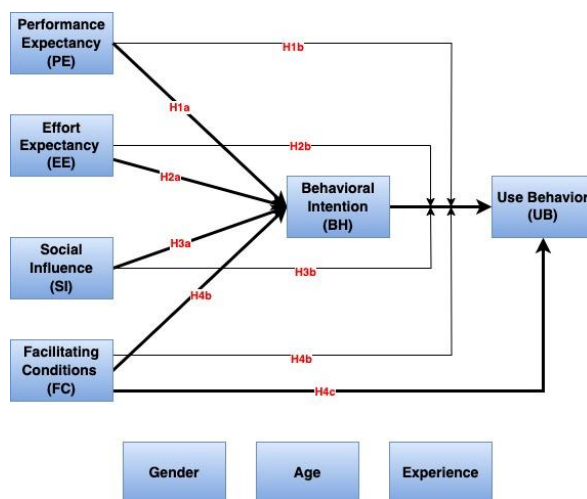 Performance
Expectancy
(PE)
H1b
H1a
Effort
Expectancy
(EE)
H2b
H2a
Behavioral
Intention
(BH)
Use Behavior
(UB)
Social
Influence
(SI)
H3a
H3b
H4b
Facilitating
Conditions
(FC)
H4b
H4c
Gender
Age
Experience